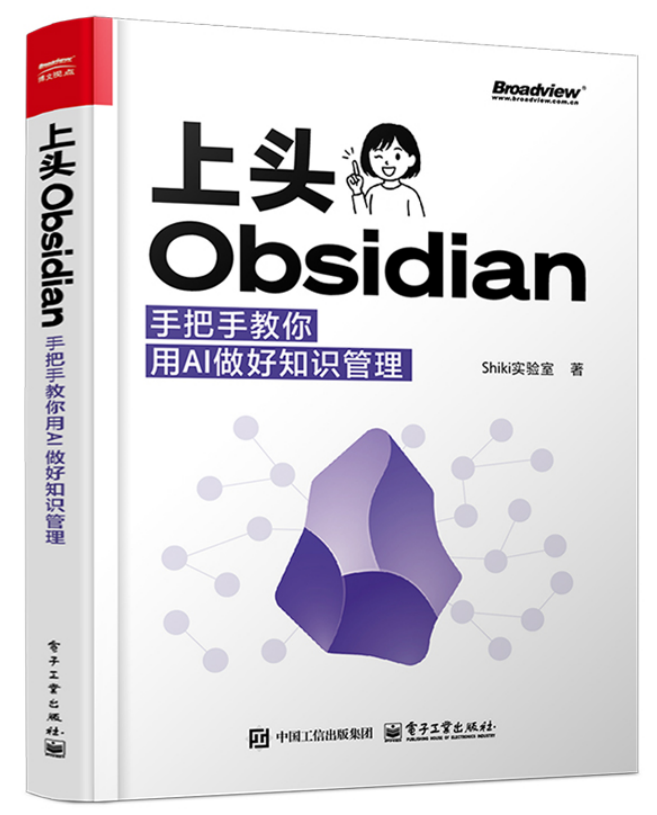 Broadview®
www.broadview.com.cn
上头
Obsidian
手把手教你
用AI做好知识管理
Shiki实验室 著
中国工信出版集团
电子工业出版社·
PUBLISHING HOUSE OF ELECTRONICS INDUSTRY
Broadview
博文视点
上头Obsidian
手把手教你用AI做好知识管理
电子工业出版社·